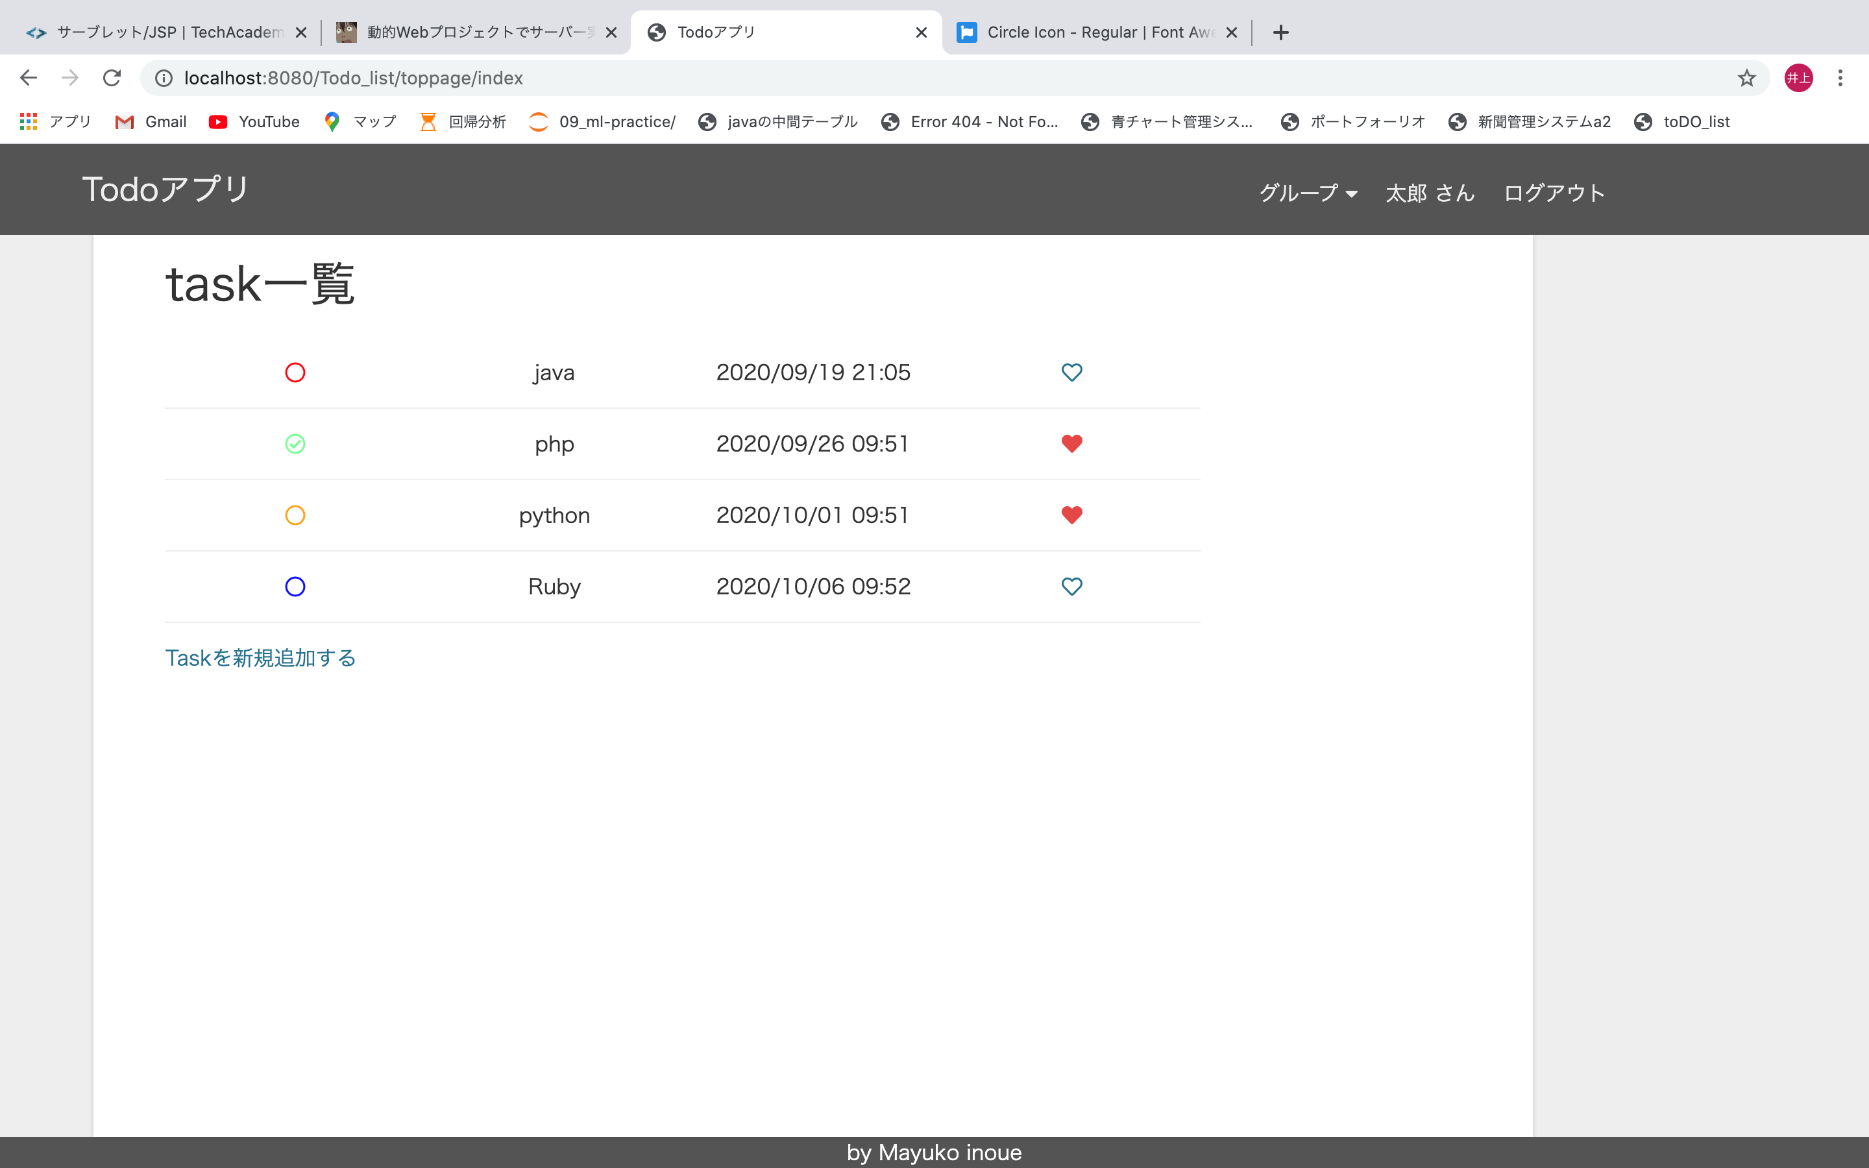 サーブレット/JSP | TechAcadem
動的Webプロジェクトでサーバー
Todoアプリ
Circle Icon - Regular | Font Aw
localhost:8080/Todo_list/toppage/index
井上
アプリ
Gmail
YouTube
マップ
回帰分析
09_ml-practice/
javaの中間テーブル
Error 404 - Not Fo...
青チャート管理シス...
ポートフォーリオ
新聞管理システムa2
toDO_list
Todoアプリ
グループ
太郎 さん
ログアウト
task一覧
java 2020/09/19 21:05
php 2020/09/26 09:51
python 2020/10/01 09:51
Ruby 2020/10/06 09:52
Taskを新規追加する
by Mayuko inoue